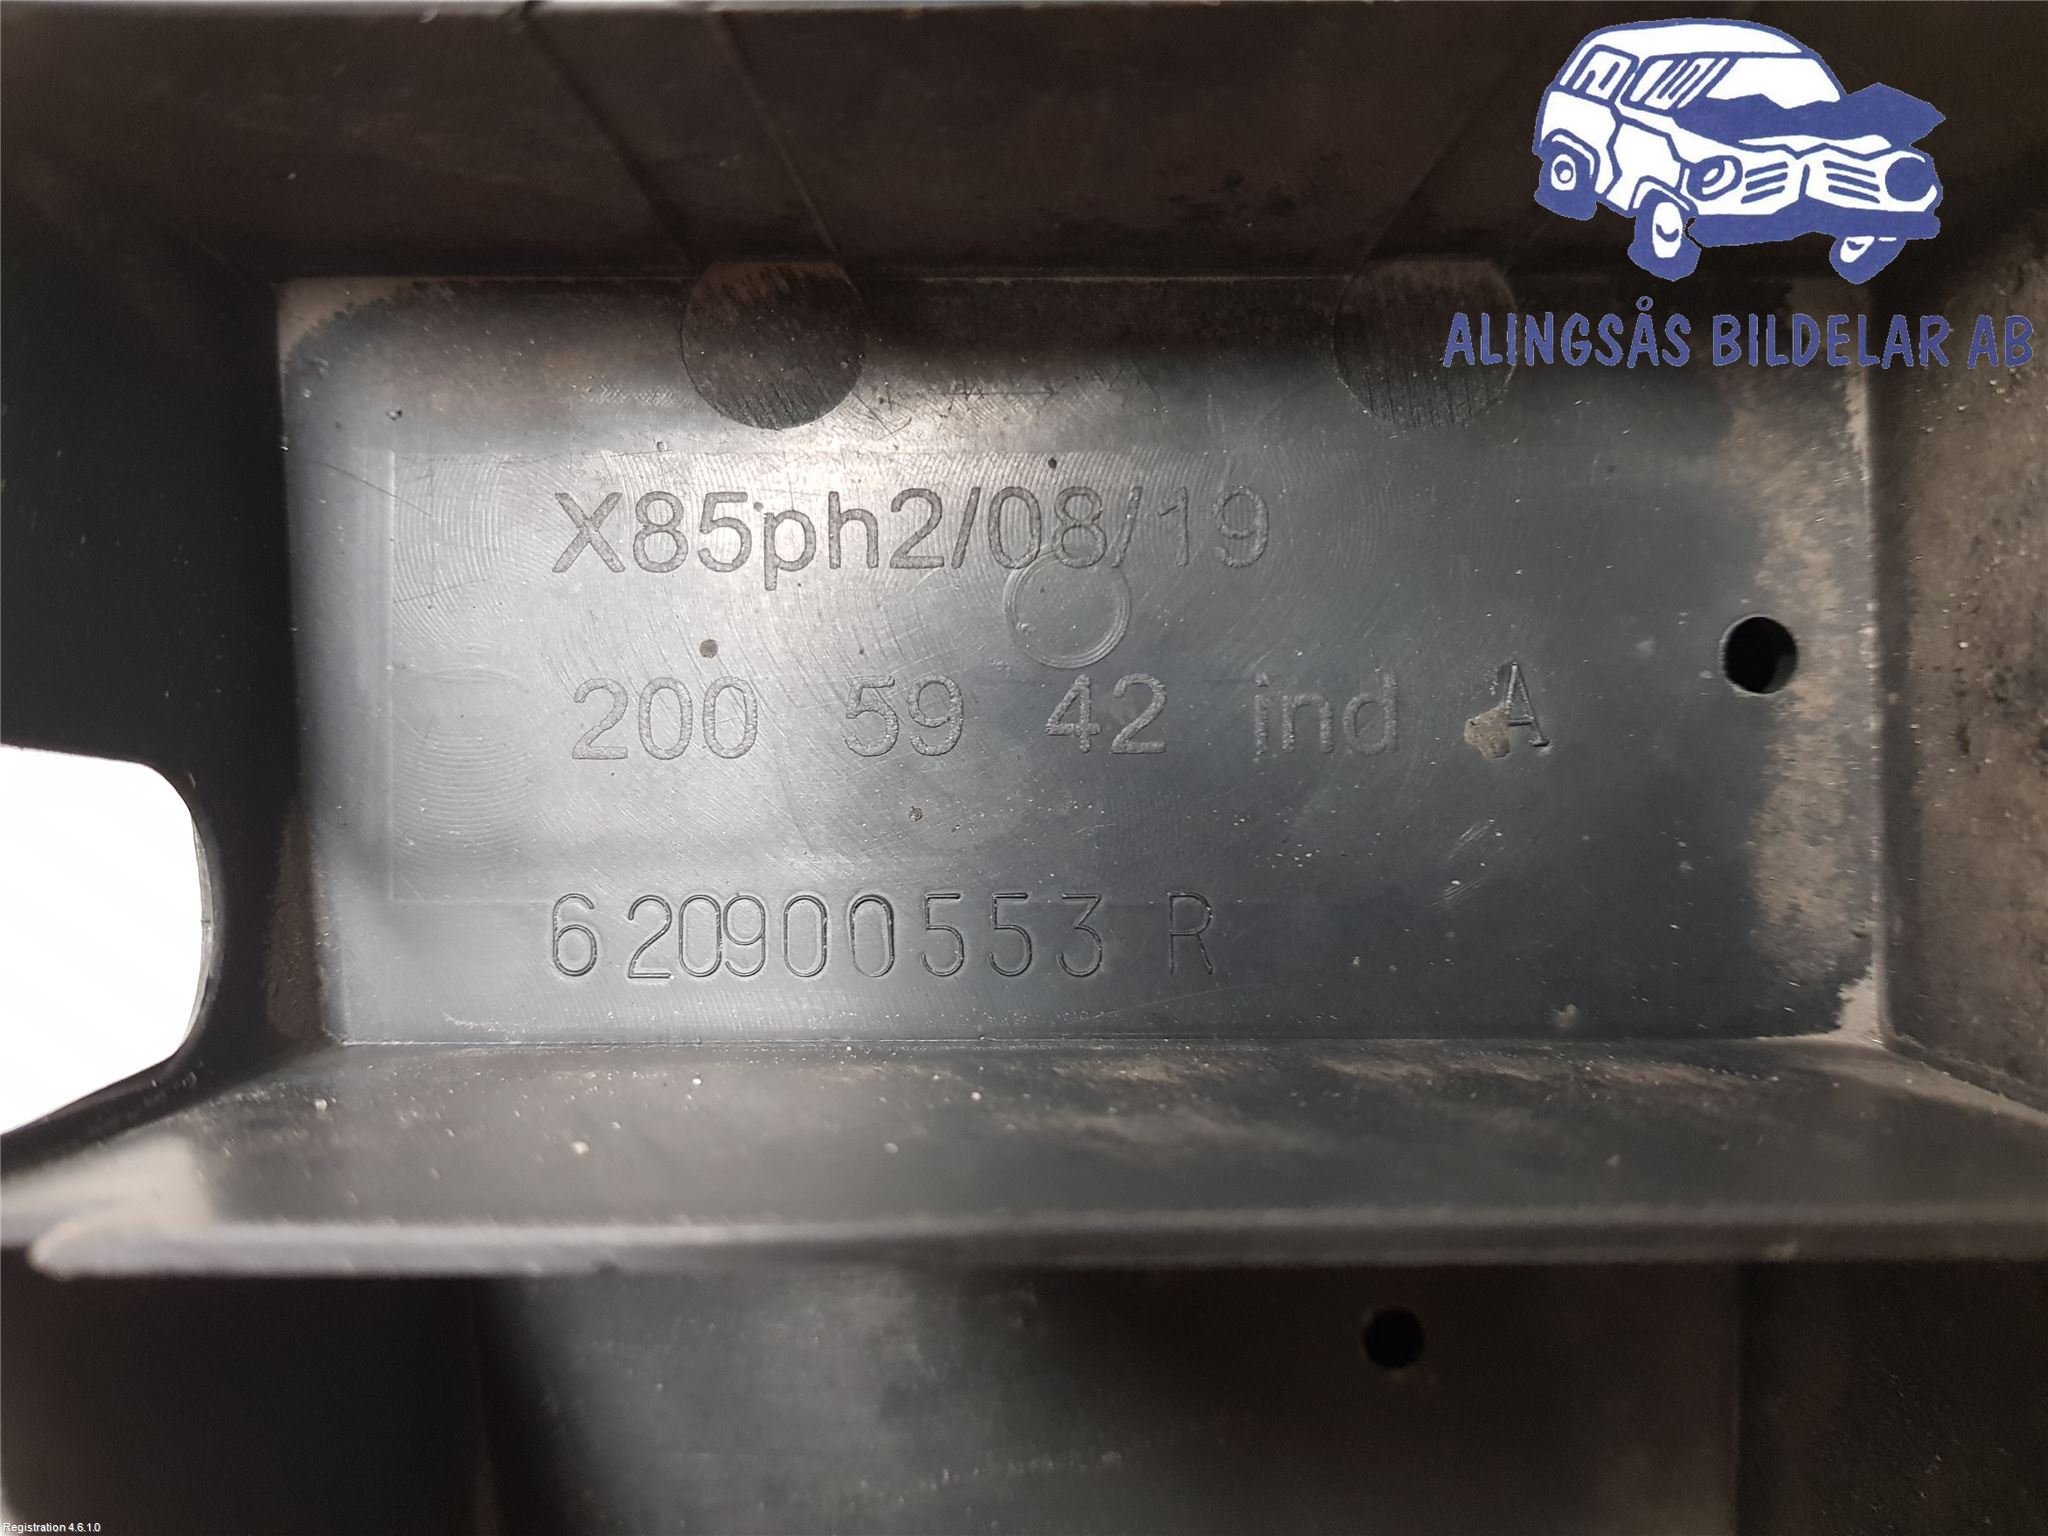 ALINGSÅS BILDELAR AB
X85ph2/08/19
200 59 42 ind A
620900553 R
Registration 4.6.1.0